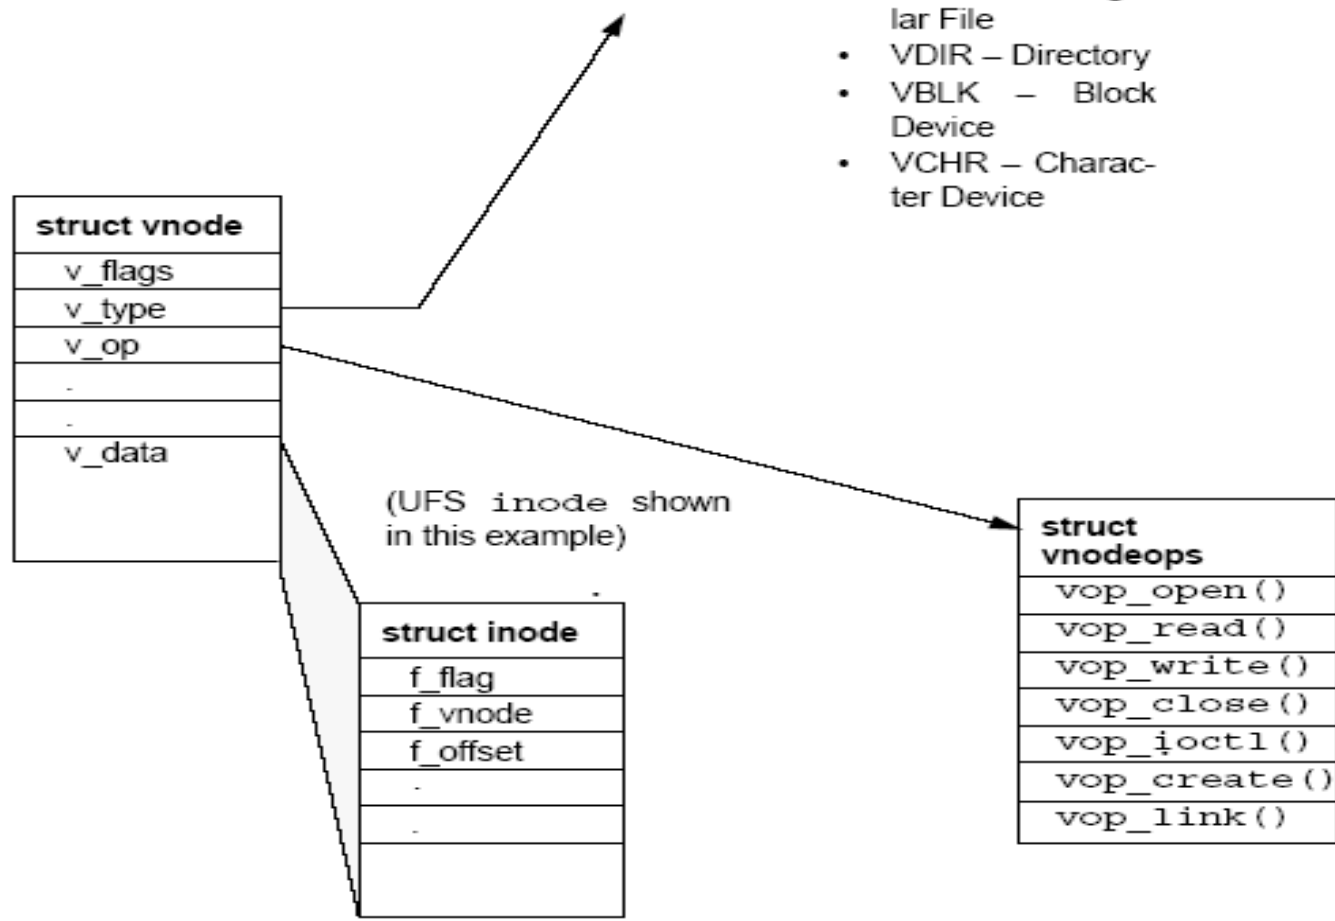 lar File
• VDIR – Directory
• VBLK – Block
Device
• VCHR – Charac-
ter Device
struct vnode
v_flags
v_type
v_op
.
.
v_data
(UFS inode shown
in this example)
struct inode
f_flag
f_vnode
f_offset
.
.
struct
vnodeops
vop_open()
vop_read()
vop_write()
vop_close()
vop_ioctl()
vop_create()
vop_link()